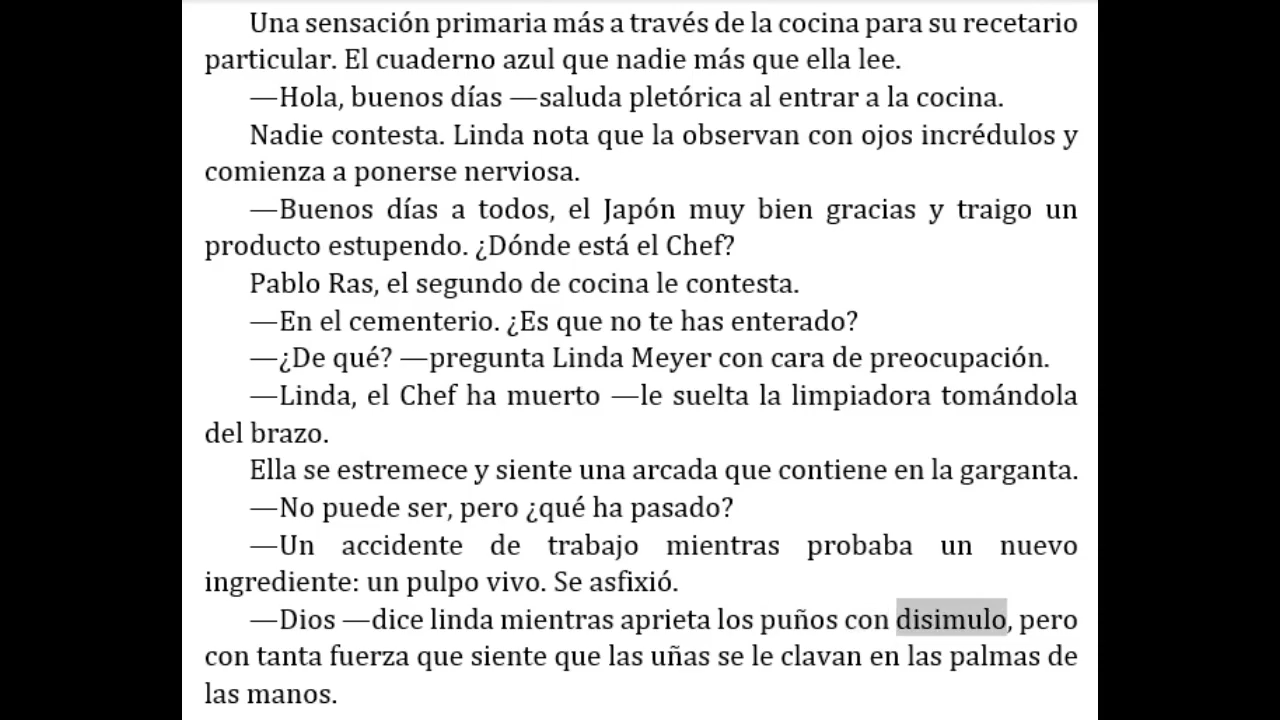 Una sensación primaria más a través de la cocina para su recetario
particular. El cuaderno azul que nadie más que ella lee.
—Hola, buenos días —saluda pletórica al entrar a la cocina.
Nadie contesta. Linda nota que la observan con ojos incrédulos y
comienza a ponerse nerviosa.
—Buenos días a todos, el Japón muy bien gracias y traigo un
producto estupendo. ¿Dónde está el Chef?
Pablo Ras, el segundo de cocina le contesta.
—En el cementerio. ¿Es que no te has enterado?
—¿De qué? —pregunta Linda Meyer con cara de preocupación.
—Linda, el Chef ha muerto —le suelta la limpiadora tomándola
del brazo.
Ella se estremece y siente una arcada que contiene en la garganta.
—No puede ser, pero ¿qué ha pasado?
—Un accidente de trabajo mientras probaba un nuevo
ingrediente: un pulpo vivo. Se asfixió.
—Dios —dice linda mientras aprieta los puños con disimulo, pero
con tanta fuerza que siente que las uñas se le clavan en las palmas de
las manos.